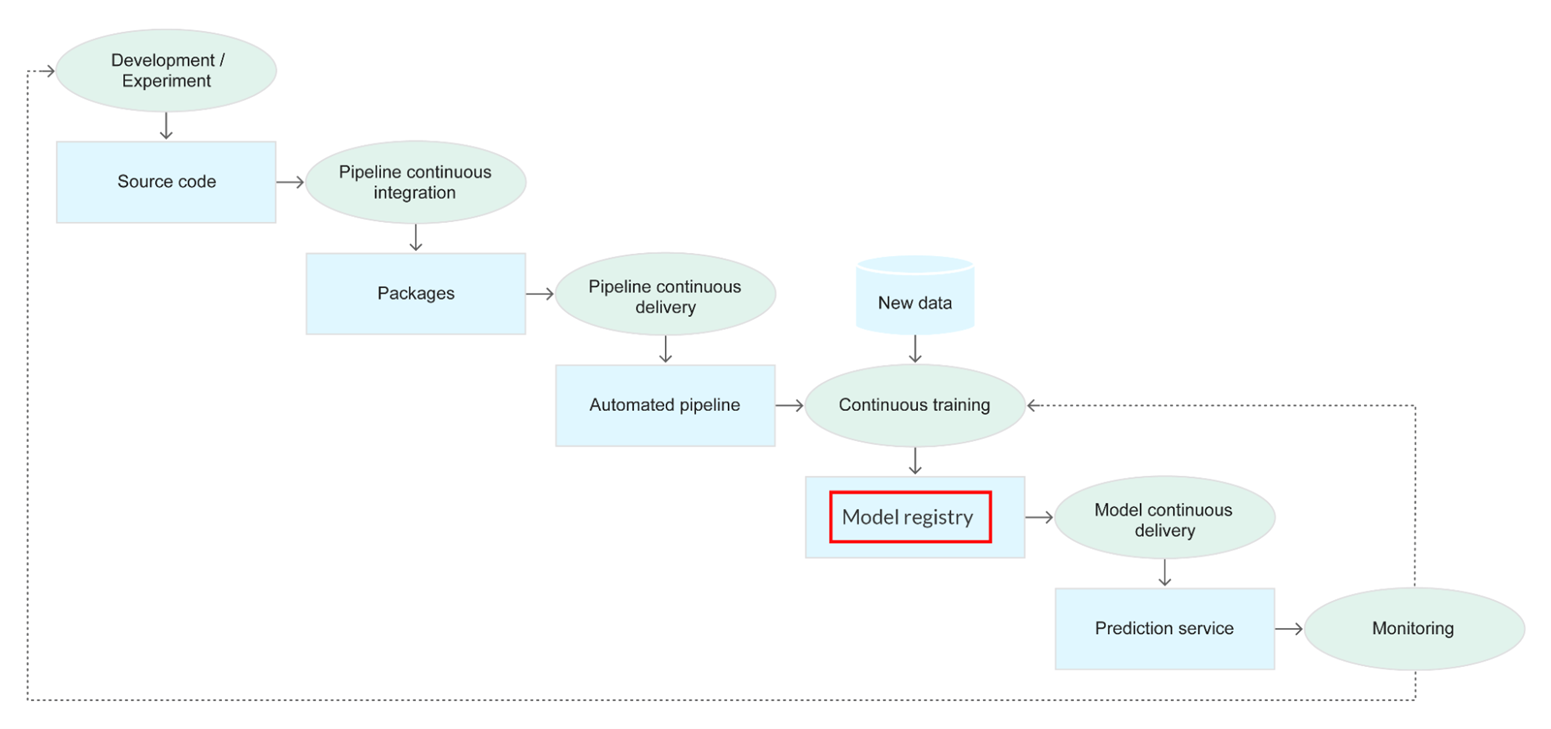 Development /
Experiment
Source code
Pipeline continuous
integration
Packages
Pipeline continuous
delivery
New data
Automated pipeline
Continuous training
Model registry
Model continuous
delivery
Prediction service
Monitoring